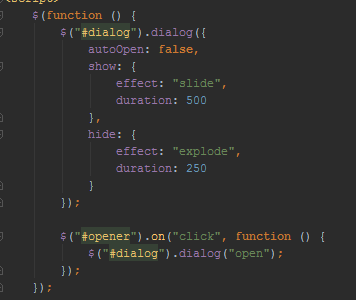 <script>
$(function () {
$("#dialog").dialog({
autoOpen: false,
show: {
effect: "slide",
duration: 500
},
hide: {
effect: "explode",
duration: 250
}
});
$("#opener").on("click", function () {
$("#dialog").dialog("open");
});
});